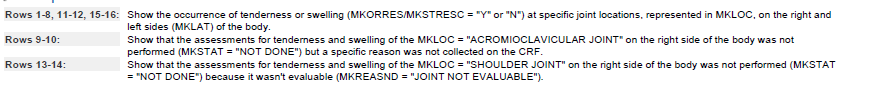 Rows 1-8, 11-12, 15-16: Show the occurrence of tenderness or swelling (MKORRES/MKSTRESC = "Y" or "N") at specific joint locations, represented in MKLOC, on the right and
left sides (MKLAT) of the body.
Rows 9-10: Show that the assessments for tenderness and swelling of the MKLOC = "ACROMIOCLAVICULAR JOINT" on the right side of the body was not
performed (MKSTAT = "NOT DONE") but a specific reason was not collected on the CRF.
Rows 13-14: Show that the assessments for tenderness and swelling of the MKLOC = "SHOULDER JOINT" on the right side of the body was not performed (MKSTAT
= "NOT DONE") because it wasn't evaluable (MKREASND = "JOINT NOT EVALUABLE").